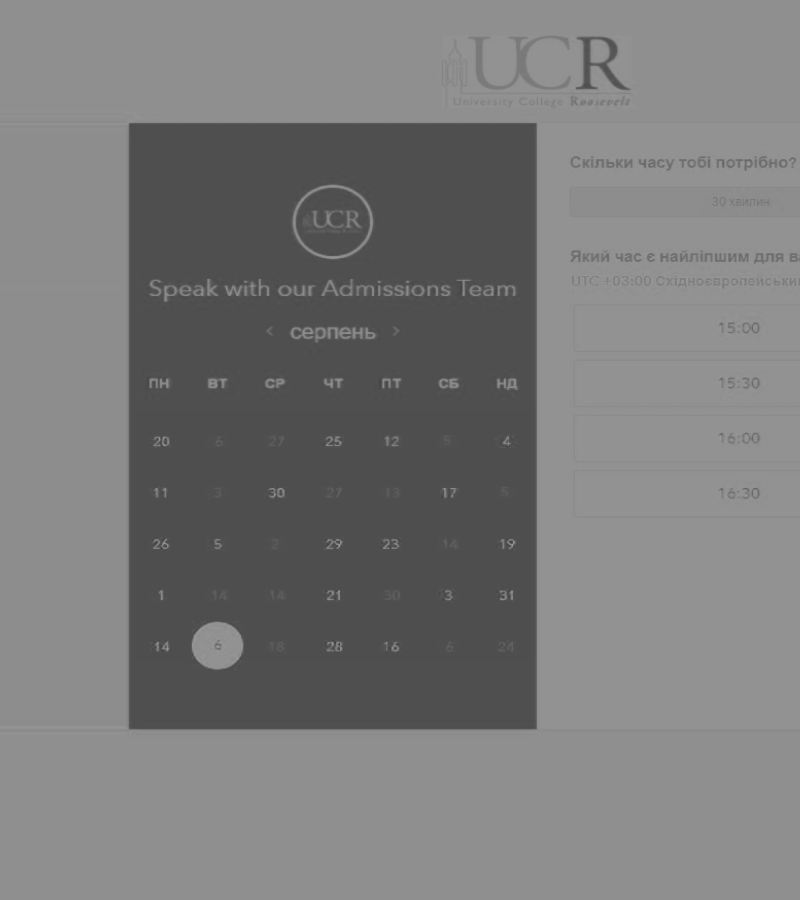 UCR
University College Roosevelt
UCR
Speak with our Admissions Team
< серпень >
ПН ВТ СР ЧТ ПТ СБ НД
20 6 27 25 12 5 4
11 3 30 27 13 17 5
26 5 2 29 23 14 19
1 14 14 21 30 3 31
14 6 18 28 16 6 24
Скільки часу тобі потрібно?
30 хвилин
Який час є найліпшим для
UTC +03:00
15:00
15:30
16:00
16:30